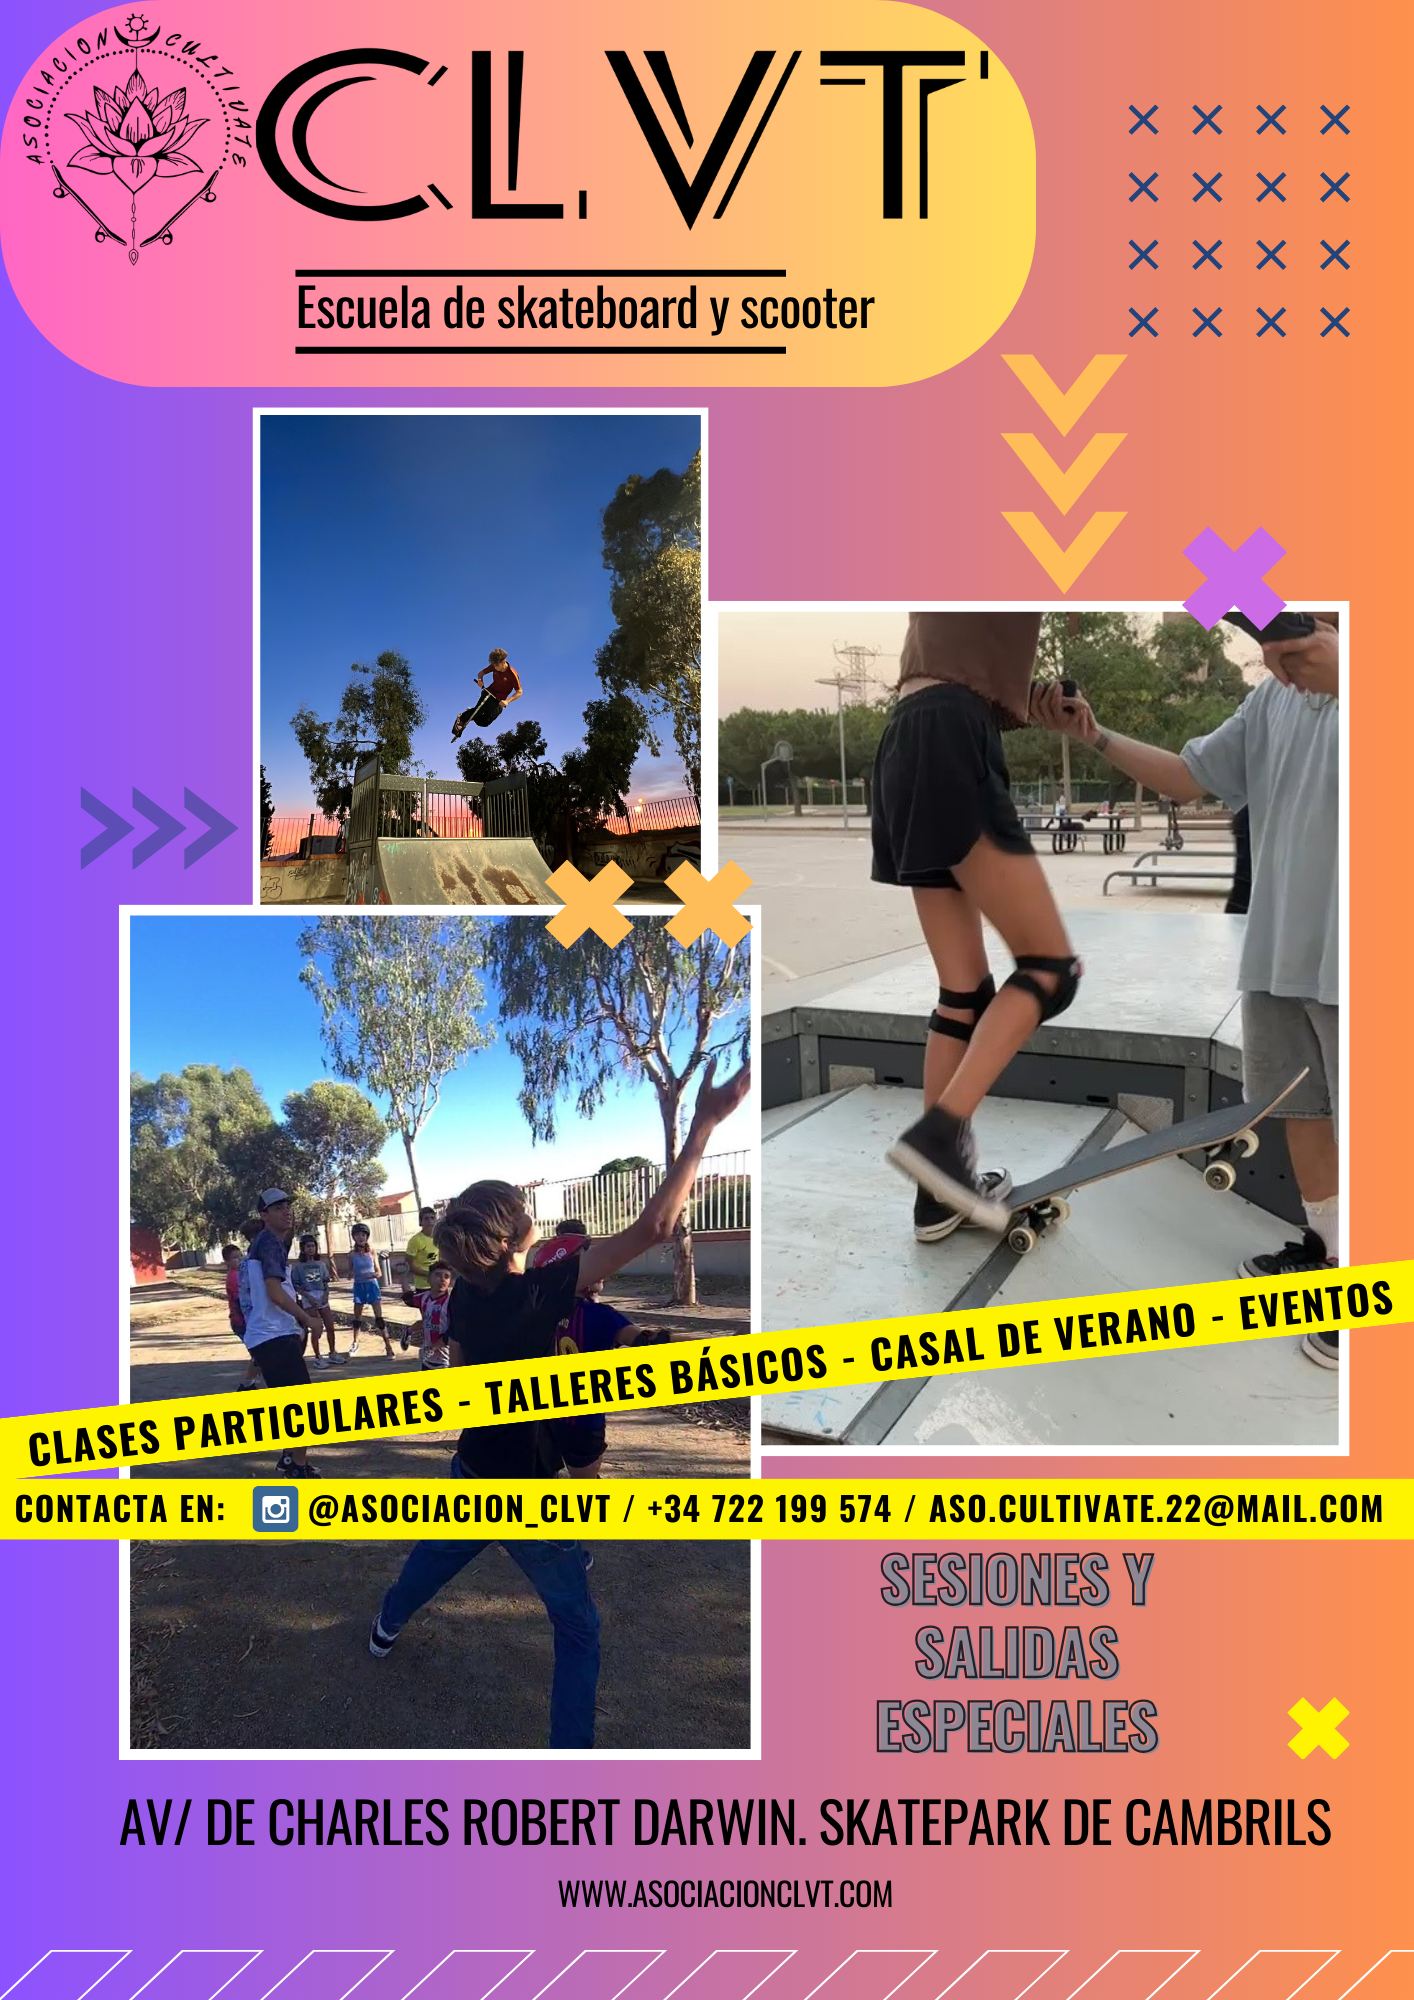 ASOCIACION CULTIVATE
CLVT
Escuela de skateboard y scooter
CLASES PARTICULARES - TALLERES BÁSICOS - CASAL DE VERANO - EVENTOS
CONTACTA EN: @ASOCIACION_CLVT / +34 722 199 574 / ASO.CULTIVATE.22@MAIL.COM
SESIONES Y
SALIDAS
ESPECIALES
AV/ DE CHARLES ROBERT DARWIN. SKATEPARK DE CAMBRILS
WWW.ASOCIACIONCLVT.COM